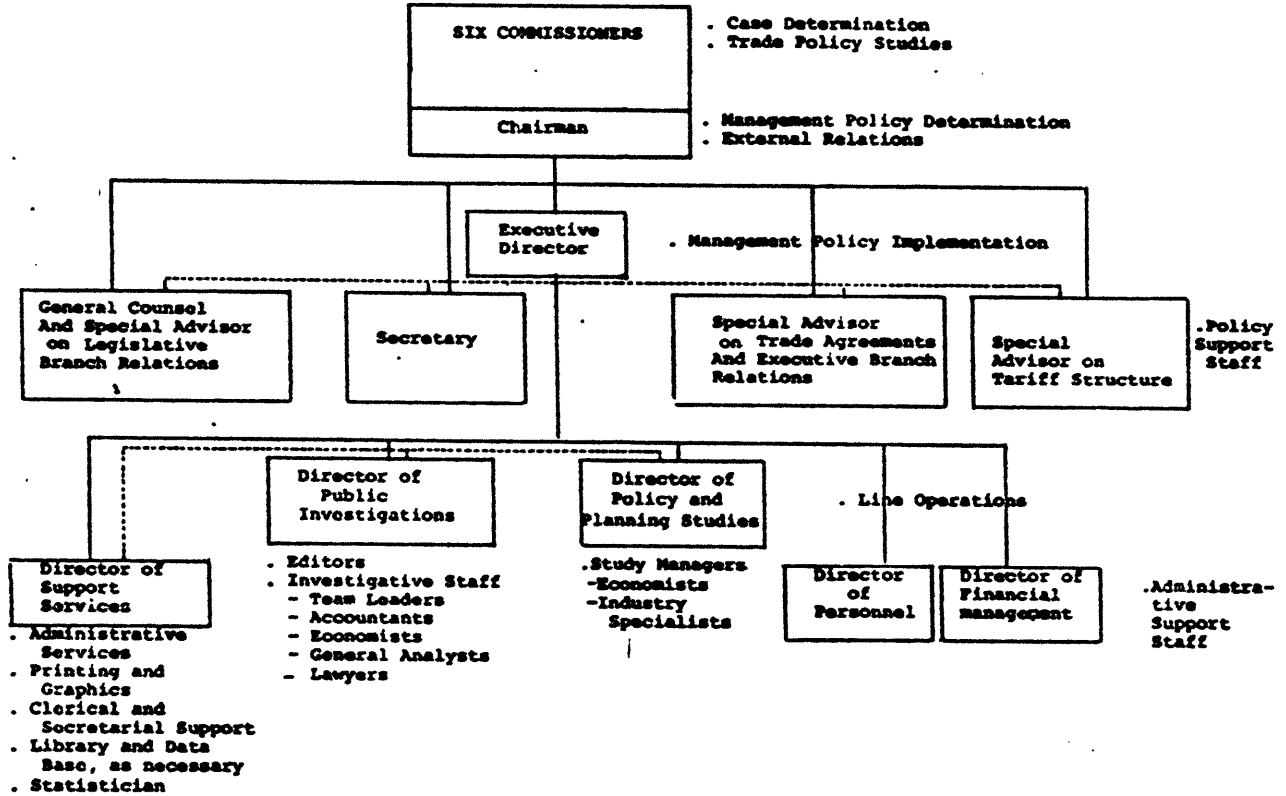 SIX COMMISSIONERS
. Case Determination
. Trade Policy Studies
Chairman
. Management Policy Determination
. External Relations
Executive
Director
. Management Policy Implementation
General Counsel
And Special Advisor
on Legislative
Branch Relations
Secretary
Special Advisor
on Trade Agreements
And Executive Branch
Relations
Special
Advisor on
Tariff Structure
.Policy
Support
Staff
Director of
Public
Investigations
. Editors
. Investigative Staff
- Team Leaders
- Accountants
- Economists
- General Analysts
- Lawyers
Director of
Policy and
Planning Studies
.Study Managers
-Economists
-Industry
Specialists
. Line Operations
Director of
Support
Services
. Administrative
Services
. Printing and
Graphics
. Clerical and
Secretarial Support
. Library and Data
Base, as necessary
. Statistician
Director
of
Personnel
Director of
Financial
management
.Administra-
tive
Support
Staff